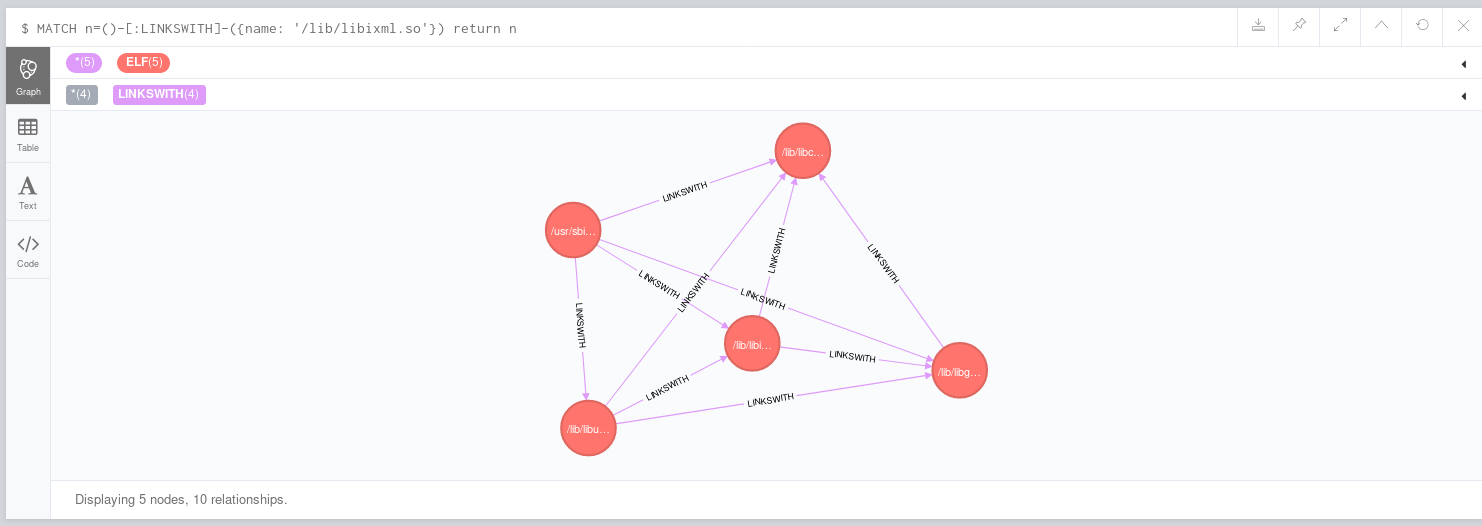 $ MATCH n=()-[:LINKSWITH]-({name: '/lib/libixml.so'}) return n
*(5) ELF(5)
*(4) LINKSWITH(4)
Graph
Table
Text
Code
/lib/libc...
LINKSWITH
/usr/sbi...
LINKSWITH
LINKSWITH
LINKSWITH
LINKSWITH
LINKSWITH
LINKSWITH
/lib/libi...
LINKSWITH
/lib/libg...
LINKSWITH
LINKSWITH
/lib/libu...
Displaying 5 nodes, 10 relationships.